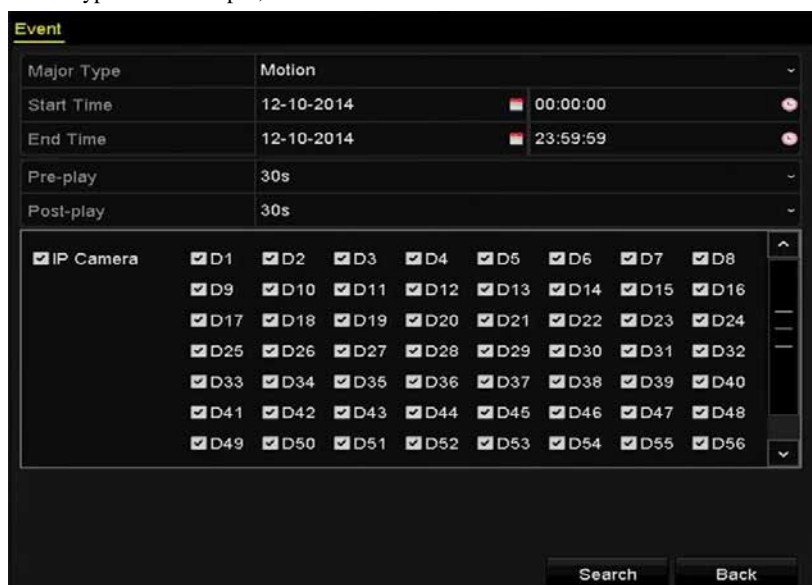 Event
Major Type Motion
Start Time 12-10-2014 00:00:00
End Time 12-10-2014 23:59:59
Pre-play 30s
Post-play 30s
IP Camera D1 D2 D3 D4 D5 D6 D7 D8
D9 D10 D11 D12 D13 D14 D15 D16
D17 D18 D19 D20 D21 D22 D23 D24
D25 D26 D27 D28 D29 D30 D31 D32
D33 D34 D35 D36 D37 D38 D39 D40
D41 D42 D43 D44 D45 D46 D47 D48
D49 D50 D51 D52 D53 D54 D55 D56
Search Back